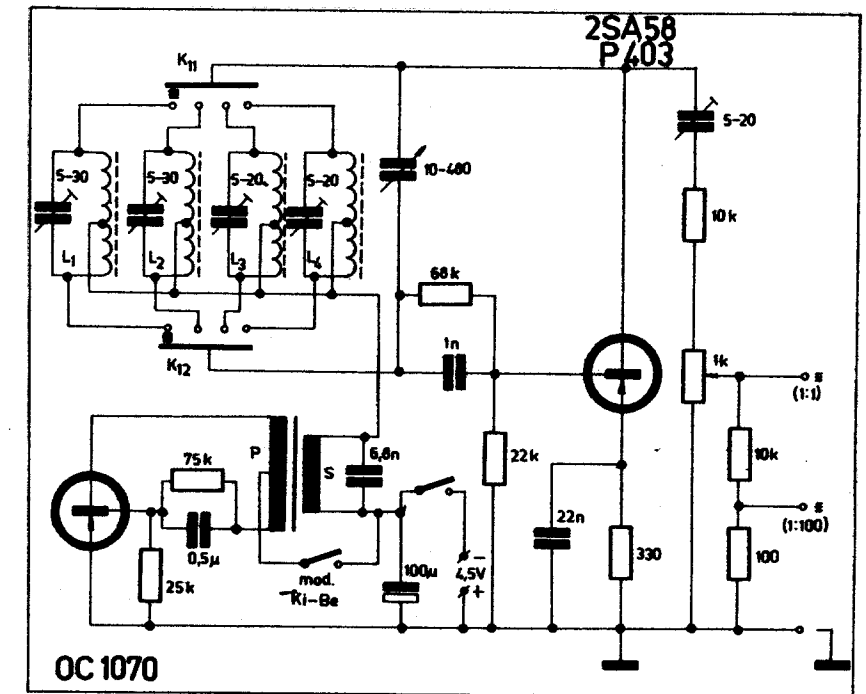 2SA58
P403
K11
S-30
S-30
S-20
S-20
10-460
S-20
10k
L1
L2
L3
L4
68k
K12
1n
1k
(1:1)
P
S
6,8n
75k
22k
10k
(1:100)
0,5µ
22n
25k
mod.
Ki-Be
100µ
4,5V
−
+
330
100
OC 1070